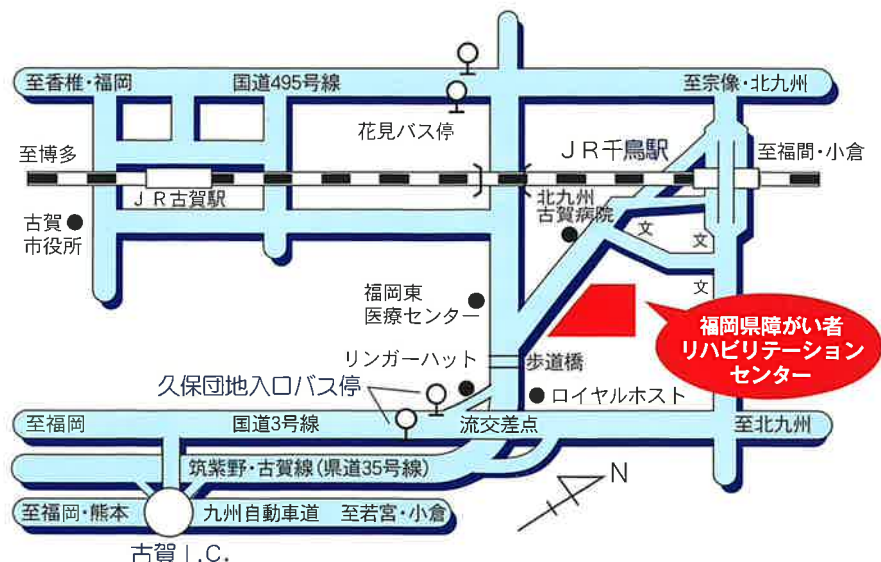 至香椎・福岡
国道495号線
至宗像・北九州
花見バス停
至博多
JR千鳥駅
至福間・小倉
JR古賀駅
北九州
古賀病院
古賀
市役所
文
文
文
福岡東
医療センター
福岡県障がい者
リハビリテーション
センター
リンガーハット
歩道橋
久保団地入口バス停
ロイヤルホスト
至福岡
国道3号線
流交差点
至北九州
筑紫野・古賀線(県道35号線)
N
至福岡・熊本
九州自動車道
至若宮・小倉
古賀I.C.